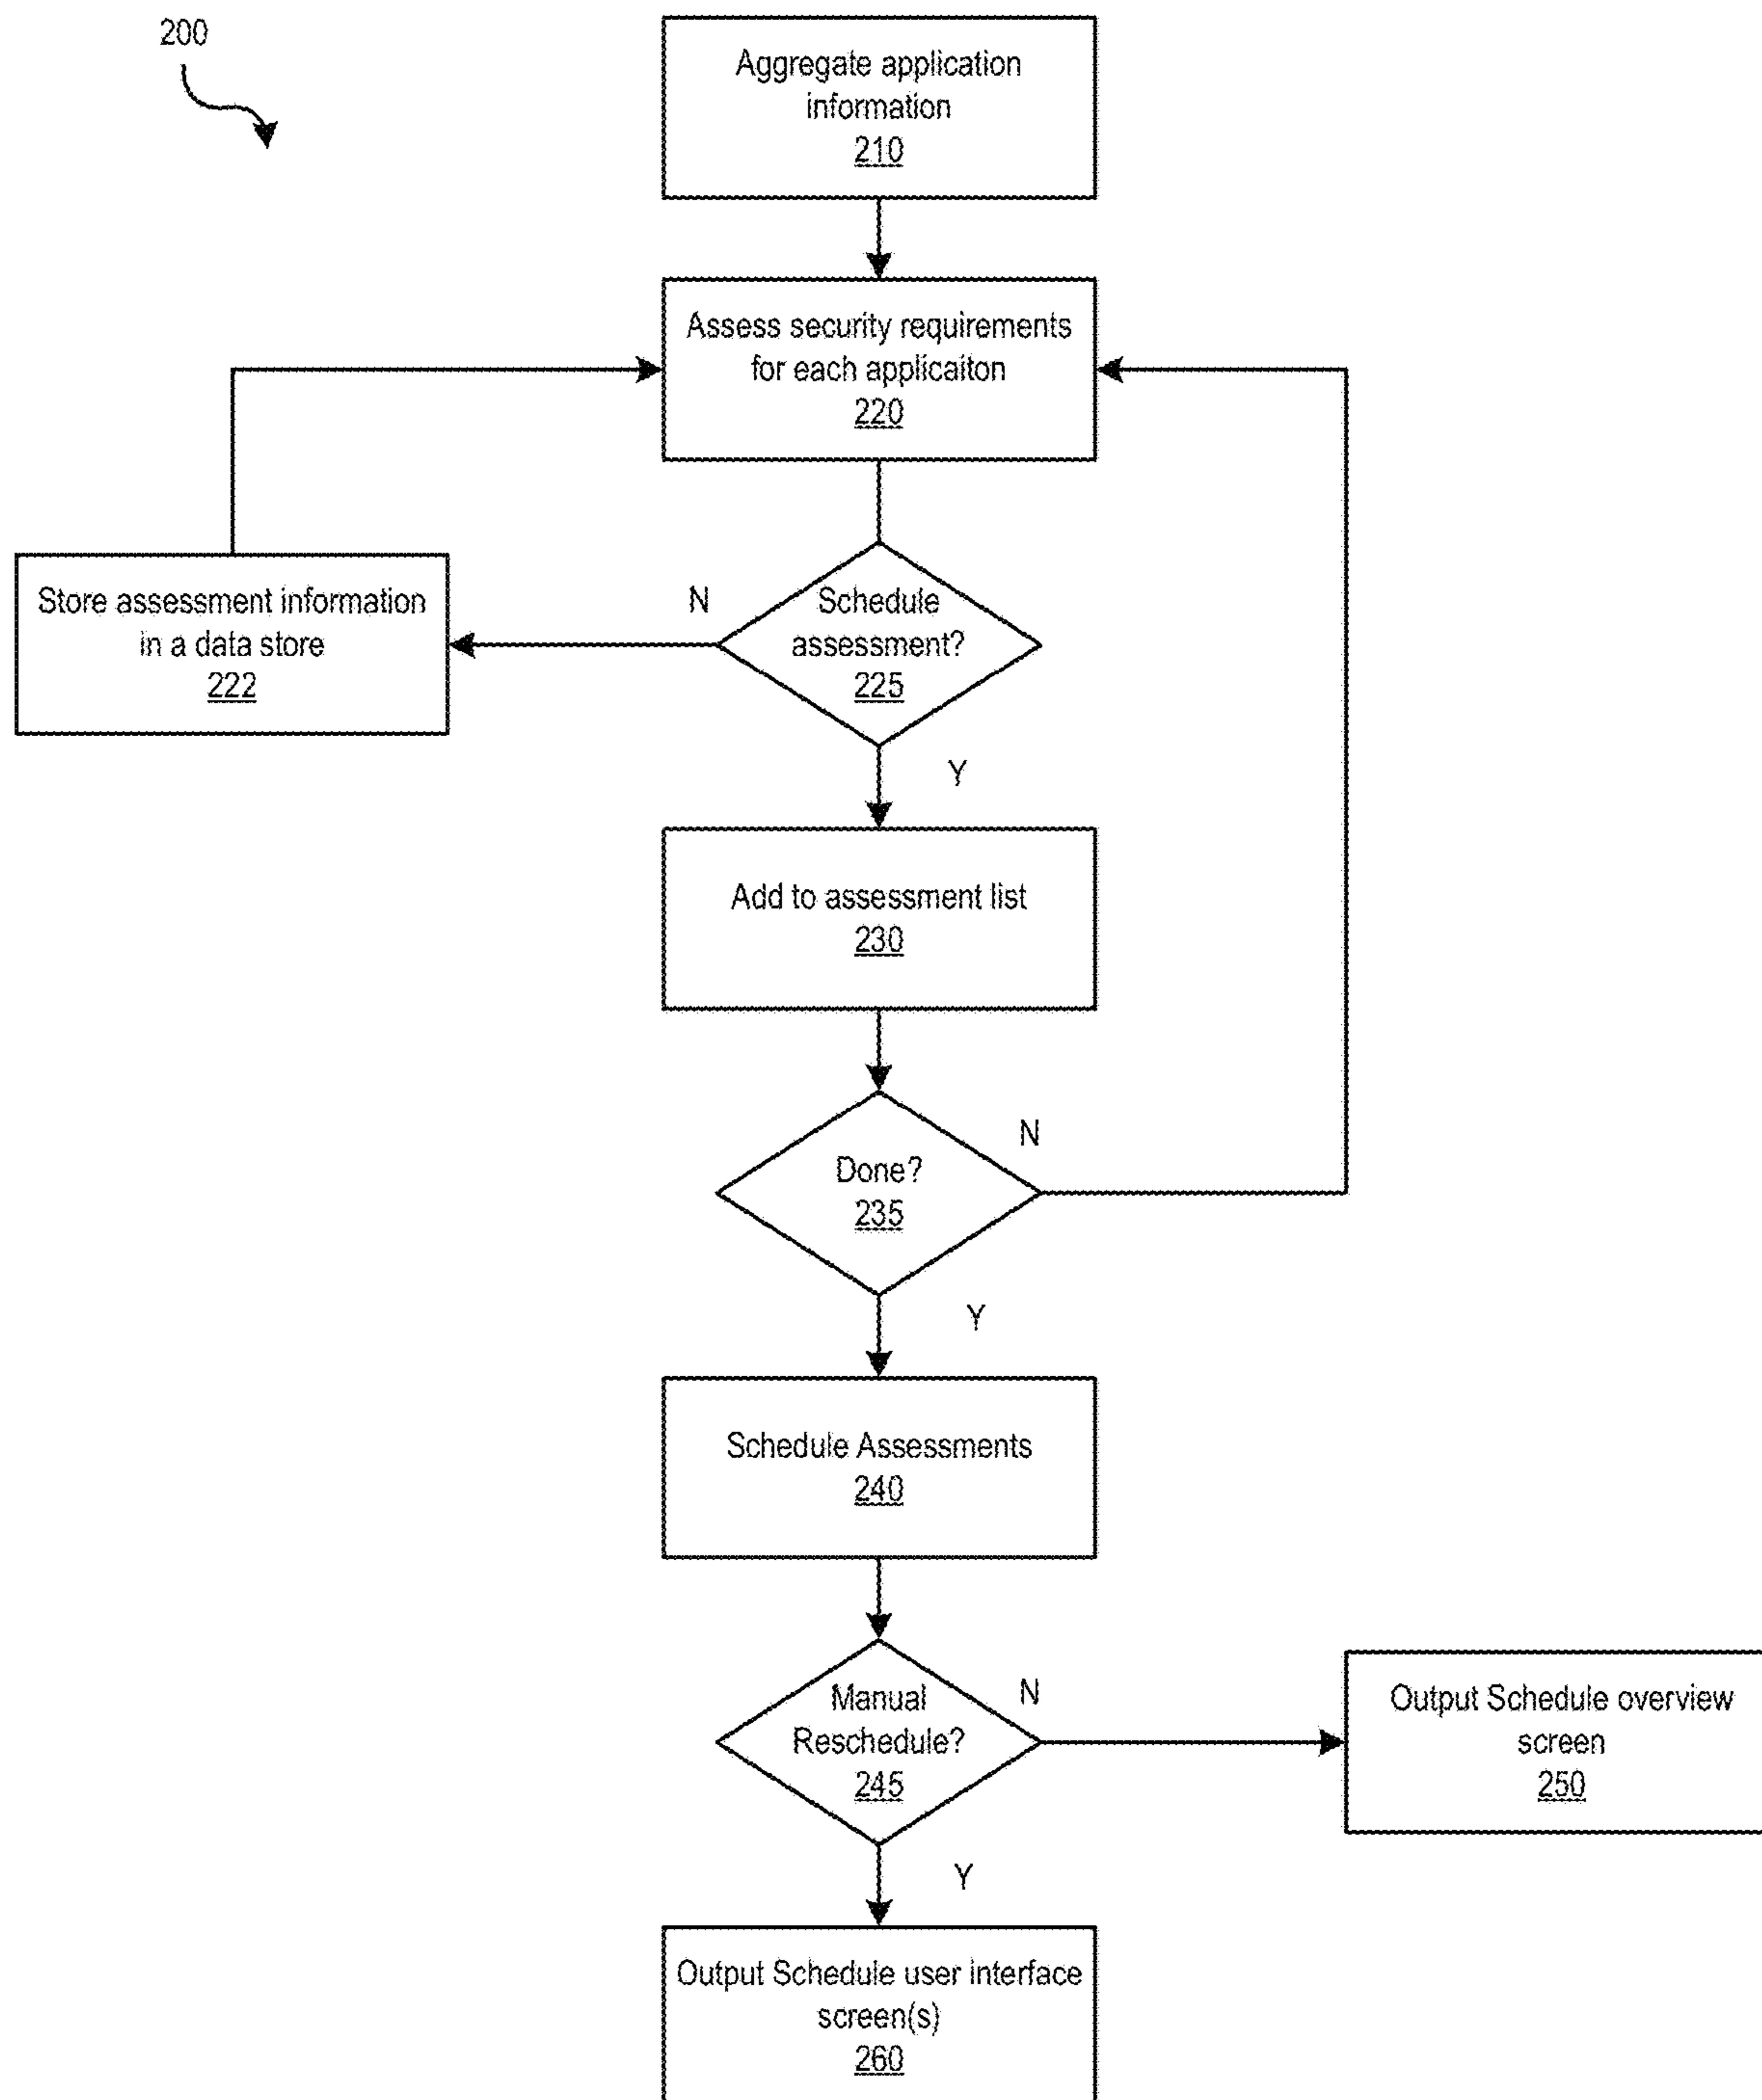 200
Aggregate application
information
210
Assess security requirements
for each applicaiton
220
Store assessment information
in a data store
222
N
Schedule
assessment?
225
Y
Add to assessment list
230
Done?
235
N
Y
Schedule Assessments
240
Manual
Reschedule?
245
N
Output Schedule overview
screen
250
Y
Output Schedule user interface
screen(s)
260